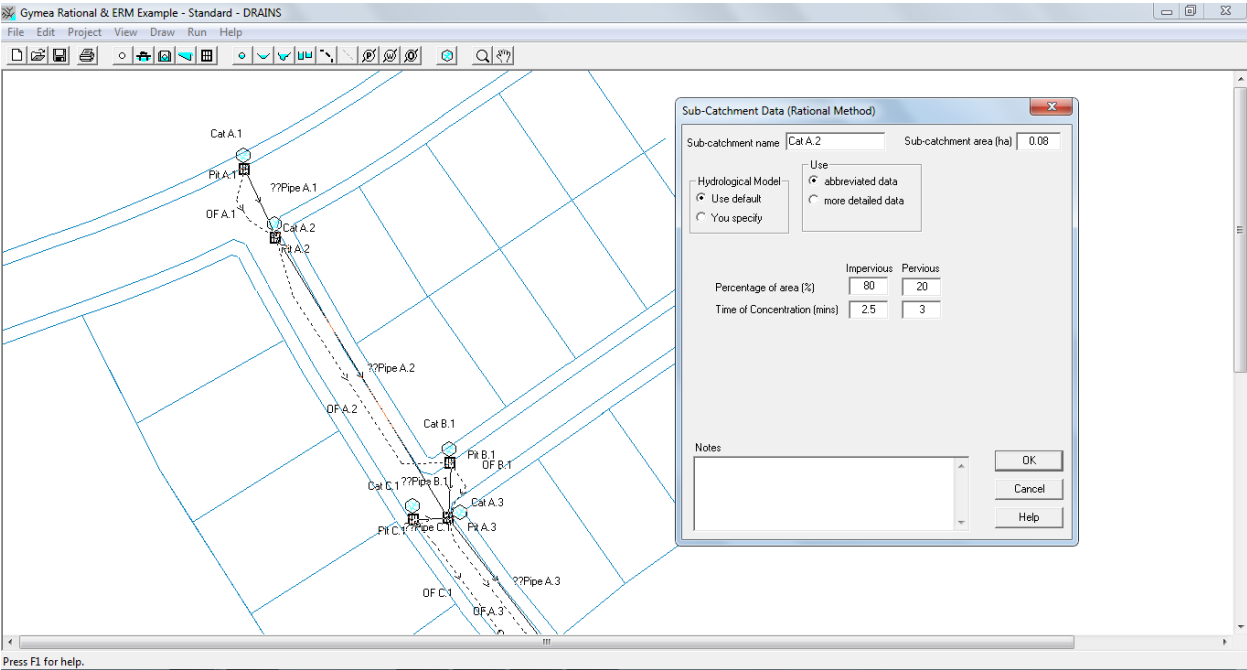 Gymea Rational & ERM Example - Standard - DRAINS
File Edit Project View Draw Run Help
Cat A.1
Pit A.1
??Pipe A.1
OF A.1
Cat A.2
Pit A.2
??Pipe A.2
OF A.2
Cat B.1
Pit B.1
OF B.1
Cat C.1
??Pipe B.1
Cat A.3
Pit C.1
??Pipe C.1
Pit A.3
??Pipe A.3
OF C.1
OF A.3
Sub-Catchment Data (Rational Method)
Sub-catchment name Cat A.2 Sub-catchment area (ha) 0.08
Hydrological Model
Use default
You specify
Use
abbreviated data
more detailed data
Impervious Pervious
Percentage of area (%) 80 20
Time of Concentration (mins) 2.5 3
Notes
OK
Cancel
Help
Press F1 for help.